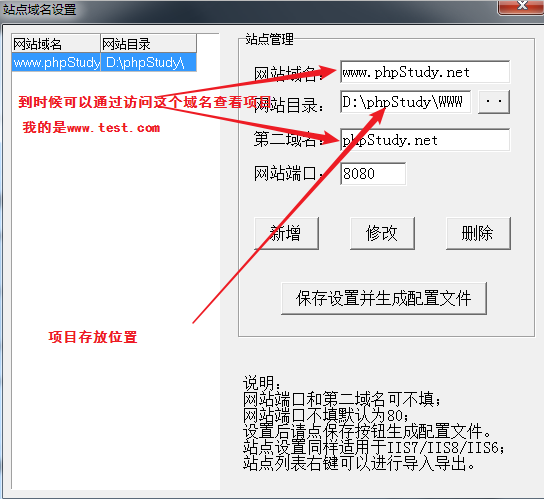 站点域名设置
网站域名 网站目录
www.phpStudy D:\phpStudy\
到时候可以通过访问这个域名查看项目
我的是www.test.com
项目存放位置
站点管理
网站域名: www.phpStudy.net
网站目录: D:\phpStudy\WWW ..
第二域名: phpStudy.net
网站端口: 8080
新增 修改 删除
保存设置并生成配置文件
说明:
网站端口和第二域名可不填;
网站端口不填默认为80;
设置后请点保存按钮生成配置文件。
站点设置同样适用于IIS7/IIS8/IIS6;
站点列表右键可以进行导入导出。